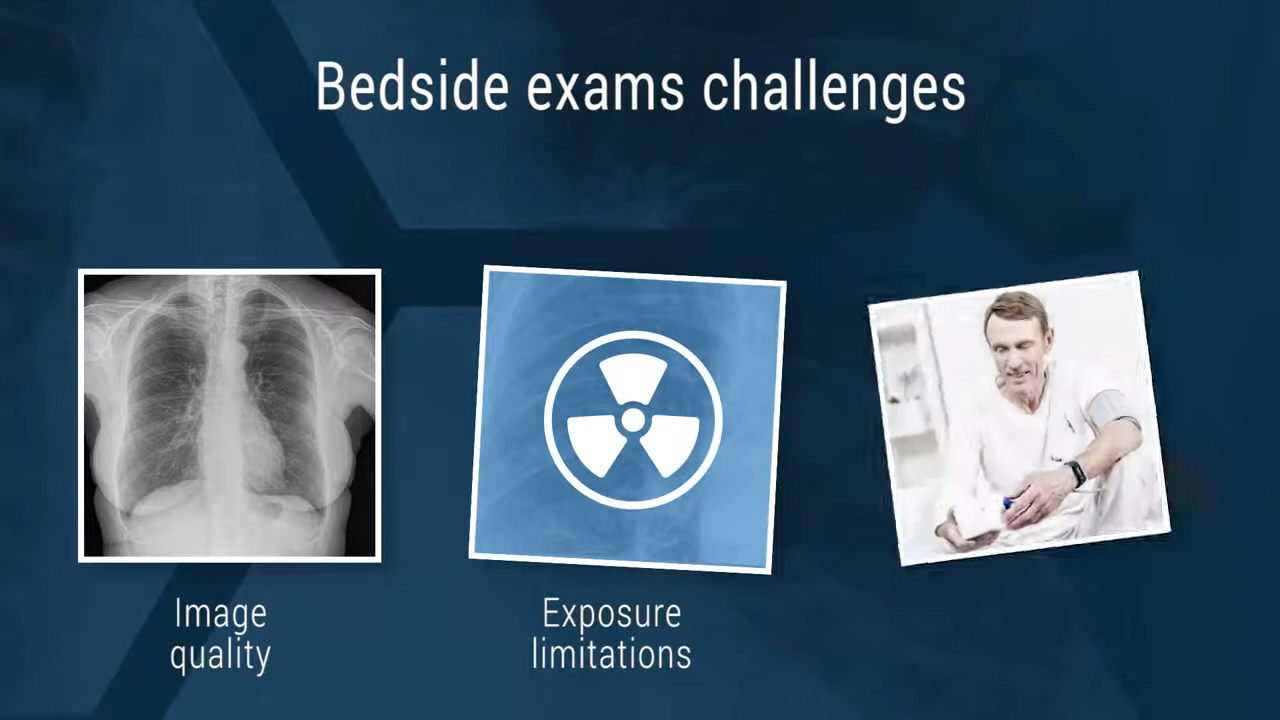 Bedside exams challenges
Image
quality
Exposure
limitations